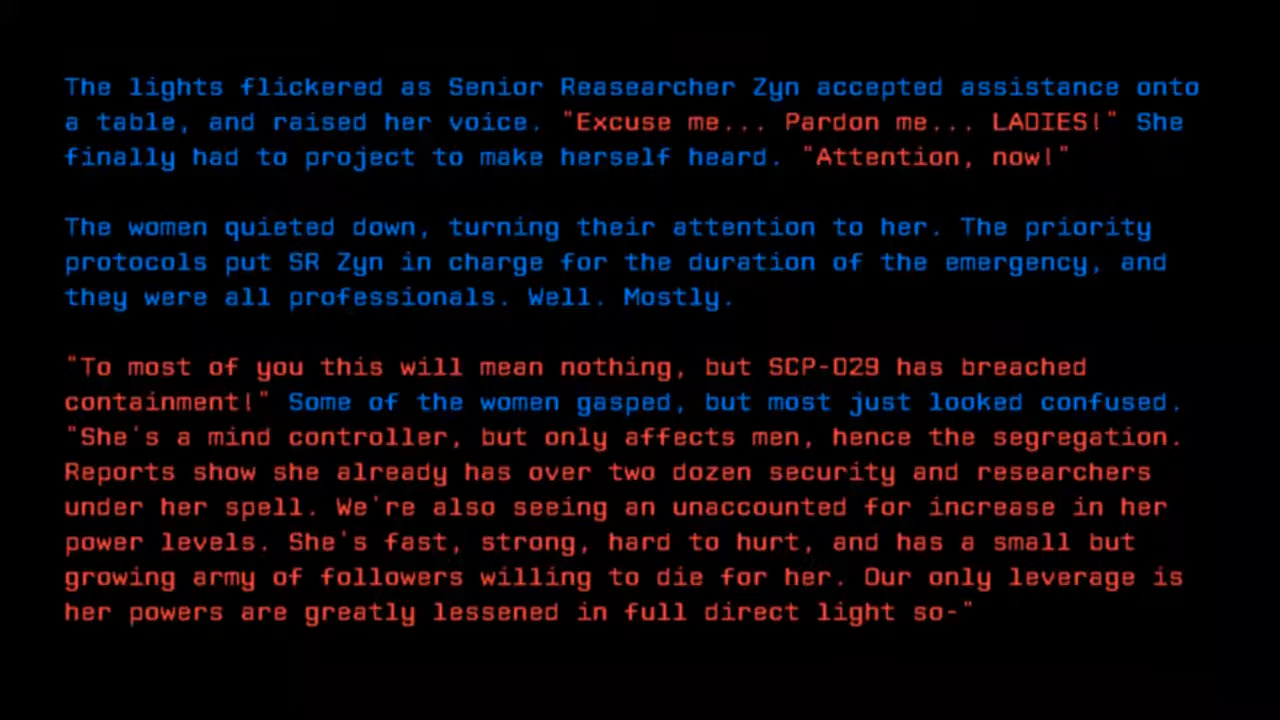 The lights flickered as Senior Reasearcher Zyn accepted assistance onto
a table, and raised her voice. "Excuse me... Pardon me... LADIES!" She
finally had to project to make herself heard. "Attention, now!"
The women quieted down, turning their attention to her. The priority
protocols put SR Zyn in charge for the duration of the emergency, and
they were all professionals. Well. Mostly.
"To most of you this will mean nothing, but SCP-029 has breached
containment!" Some of the women gasped, but most just looked confused.
"She's a mind controller, but only affects men, hence the segregation.
Reports show she already has over two dozen security and researchers
under her spell. We're also seeing an unaccounted for increase in her
power levels. She's fast, strong, hard to hurt, and has a small but
growing army of followers willing to die for her. Our only leverage is
her powers are greatly lessened in full direct light so-"